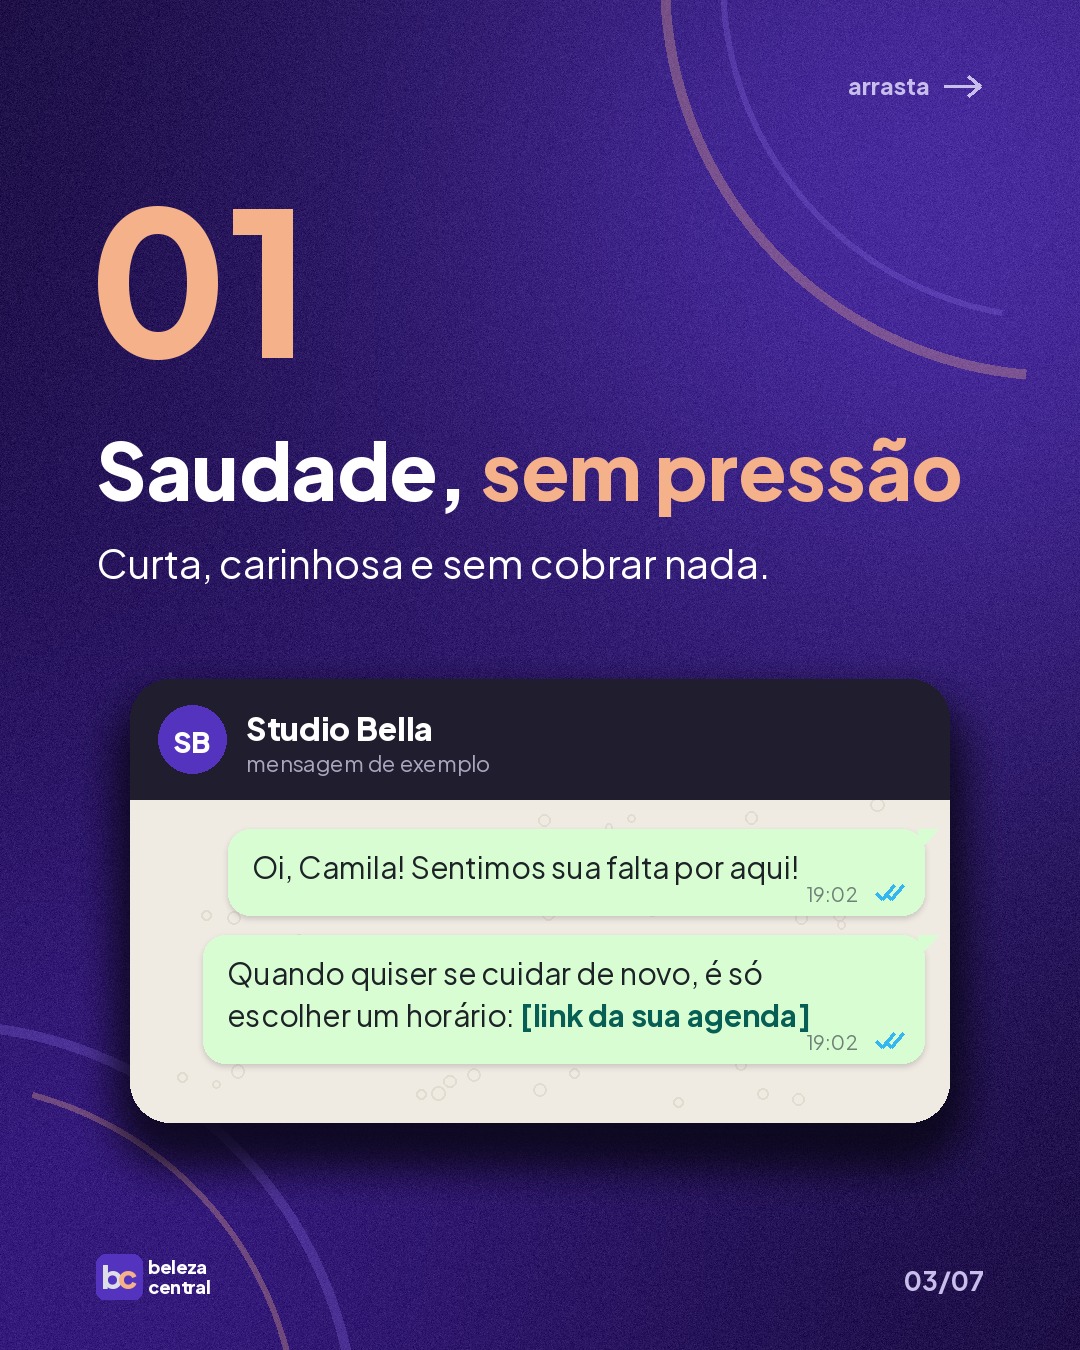 arrasta
01
Saudade, sem pressão
Curta, carinhosa e sem cobrar nada.
SB
Studio Bella
mensagem de exemplo
Oi, Camila! Sentimos sua falta por aqui!
19:02
Quando quiser se cuidar de novo, é só
escolher um horário: [link da sua agenda]
19:02
bc
beleza
central
03/07